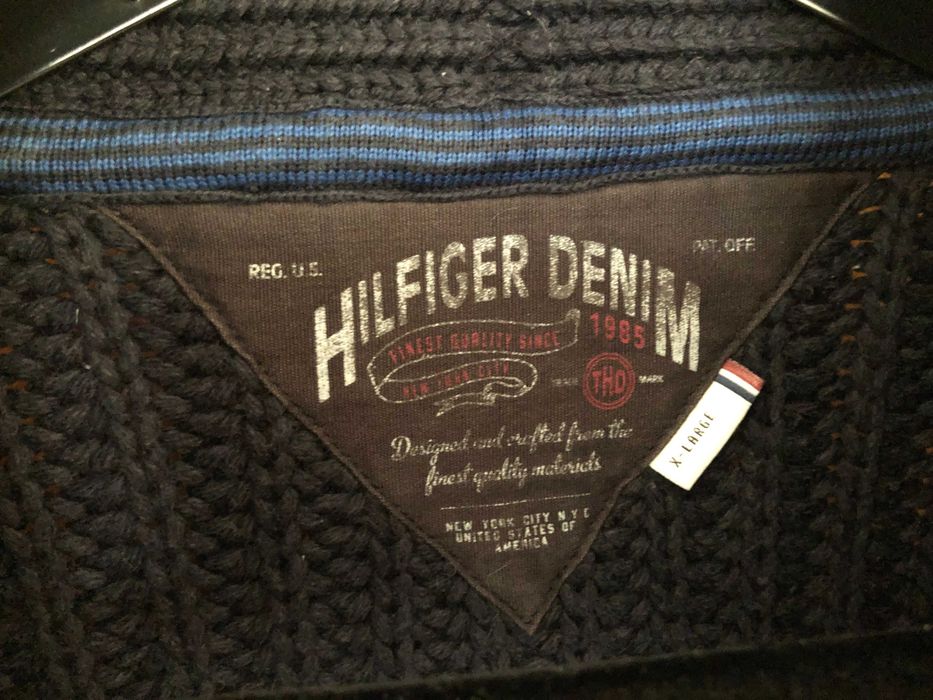 REG. U.S.
PAT. OFF.
HILFIGER DENIM
FINEST QUALITY SINCE
1985
NEW YORK CITY
TRADE THD MARK
Designed and crafted from the
finest quality materials
NEW YORK CITY N.Y.C
UNITED STATES OF
AMERICA
X-LARGE